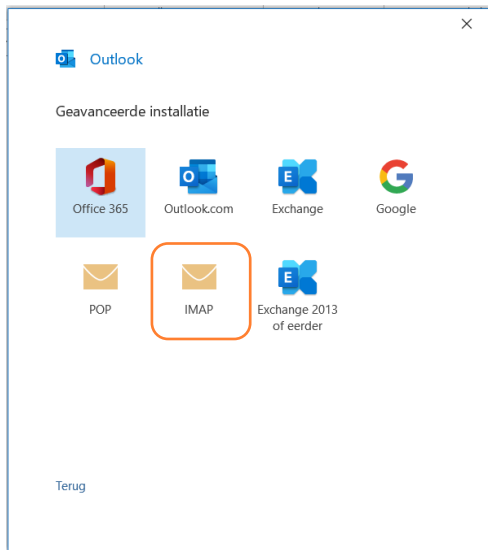 Outlook
Geavanceerde installatie
Office 365
Outlook.com
Exchange
Google
POP
IMAP
Exchange 2013
of eerder
Terug